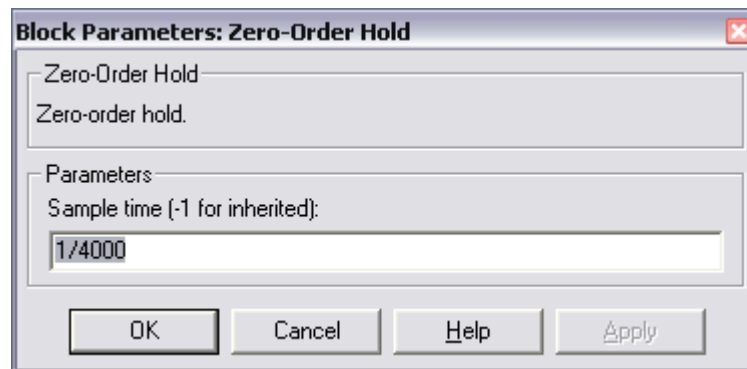 Block Parameters: Zero-Order Hold
Zero-Order Hold
Zero-order hold.
Parameters
Sample time (-1 for inherited):
1/4000
OK Cancel Help Apply